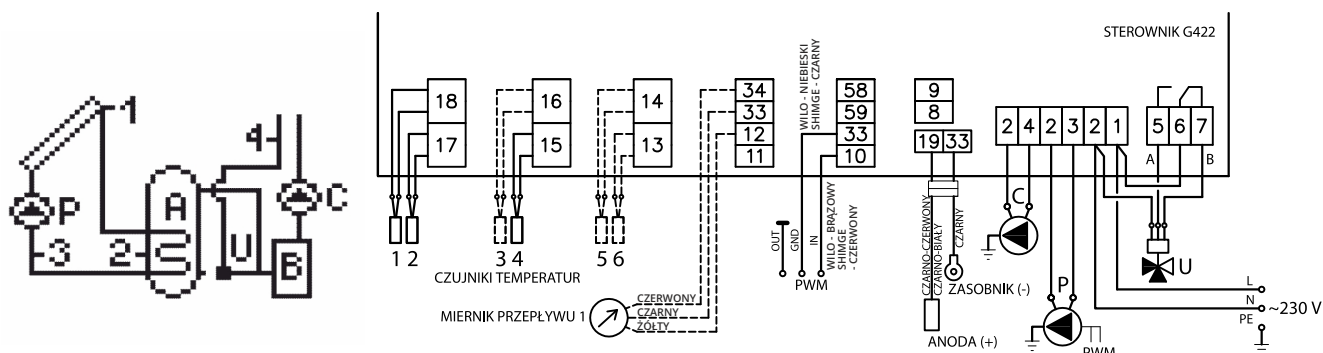 1
P
A
4
C
3
2
U
B
STEROWNIK G422
18
17
16
15
14
13
34
33
12
11
WILO - NIEBIESKI
SHIMGE - CZARNY
58
59
33
10
9
8
19 33
2 4 2 3 2 1
5 6 7
A B
1 2
3 4
5 6
CZUJNIKI TEMPERATUR
OUT
GND
IN
PWM
WILO - BRĄZOWY
SHIMGE
- CZERWONY
MIERNIK PRZEPŁYWU 1
CZERWONY
CZARNY
ŻÓŁTY
CZARNO-CZERWONY
CZARNO-BIAŁY
CZARNY
ZASOBNIK (-)
ANODA (+)
C
P
PWM
U
L
N
PE
~230 V